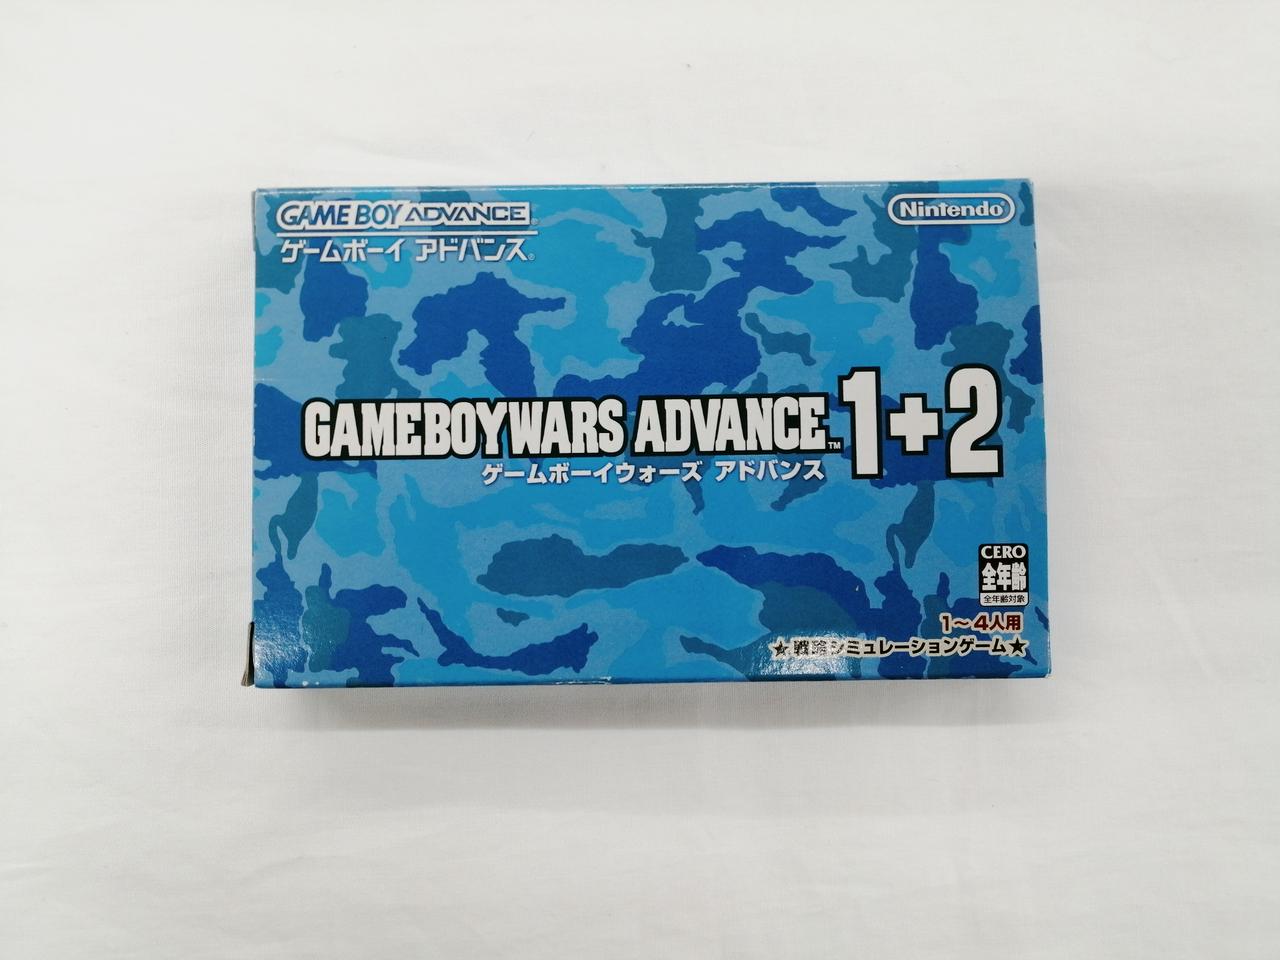 GAME BOY ADVANCE®
ゲームボーイ アドバンス®
Nintendo®
GAMEBOYWARS ADVANCE™ 1+2
ゲームボーイウォーズ アドバンス
CERO
全年齢
全年齢対象
1〜4人用
★戦略シミュレーションゲーム★